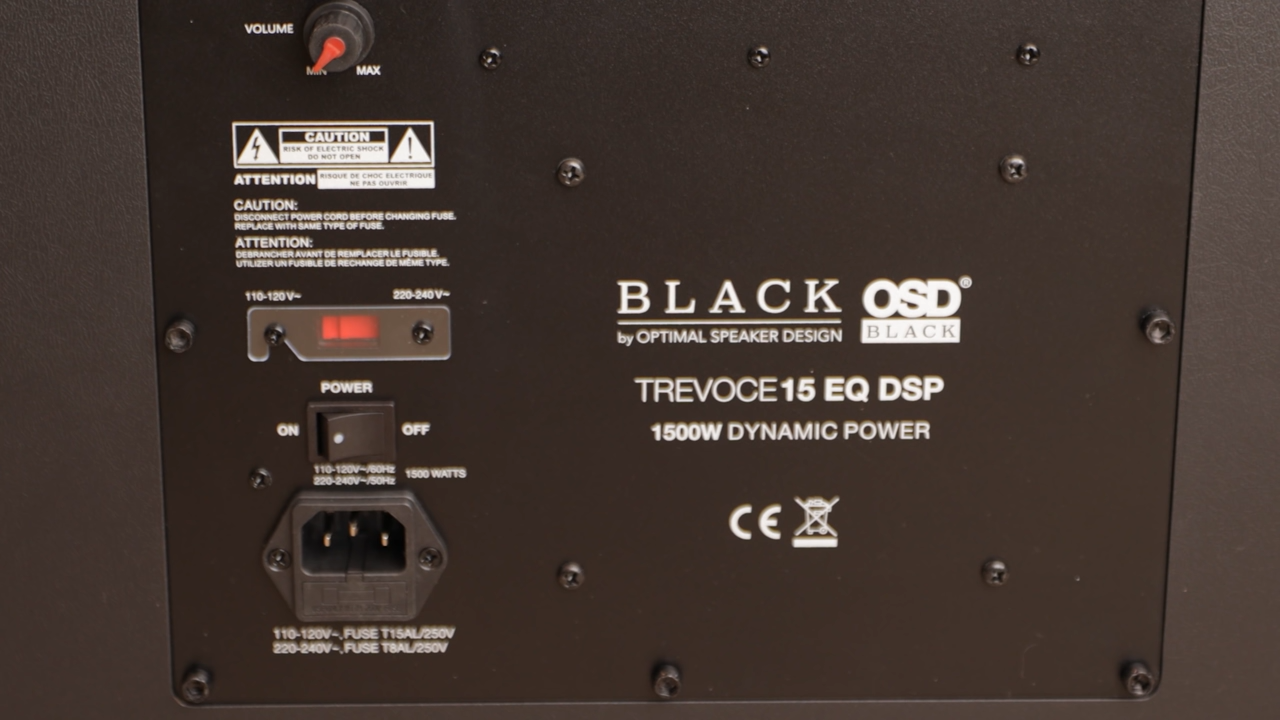 VOLUME
MIN MAX
CAUTION
RISK OF ELECTRIC SHOCK
DO NOT OPEN
ATTENTION
RISQUE DE CHOC ELECTRIQUE
NE PAS OUVRIR
CAUTION:
DISCONNECT POWER CORD BEFORE CHANGING FUSE.
REPLACE WITH SAME TYPE OF FUSE.
ATTENTION:
DEBRANCHER AVANT DE REMPLACER LE FUSIBLE.
UTILIZER UN FUSIBLE DE RECHANGE DE MÊME TYPE.
110-120V~ 220-240V~
POWER
ON OFF
110-120V~/60Hz
220-240V~/50Hz
1500 WATTS
110-120V~, FUSE T15AL/250V
220-240V~, FUSE T8AL/250V
BLACK
by OPTIMAL SPEAKER DESIGN
OSD®
BLACK
TREVOCE 15 EQ DSP
1500W DYNAMIC POWER
CE